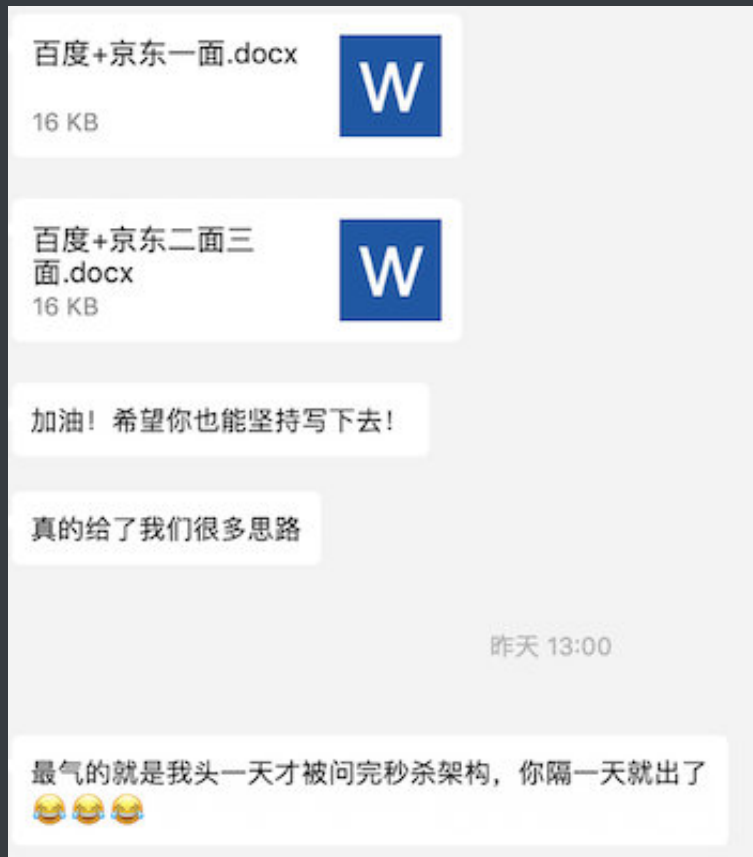 百度+京东一面.docx
16 KB
W
百度+京东二面三
面.docx
16 KB
W
加油！希望你也能坚持写下去！
真的给了我们很多思路
昨天 13:00
最气的就是我头一天才被问完秒杀架构，你隔一天就出了
😂😂😂